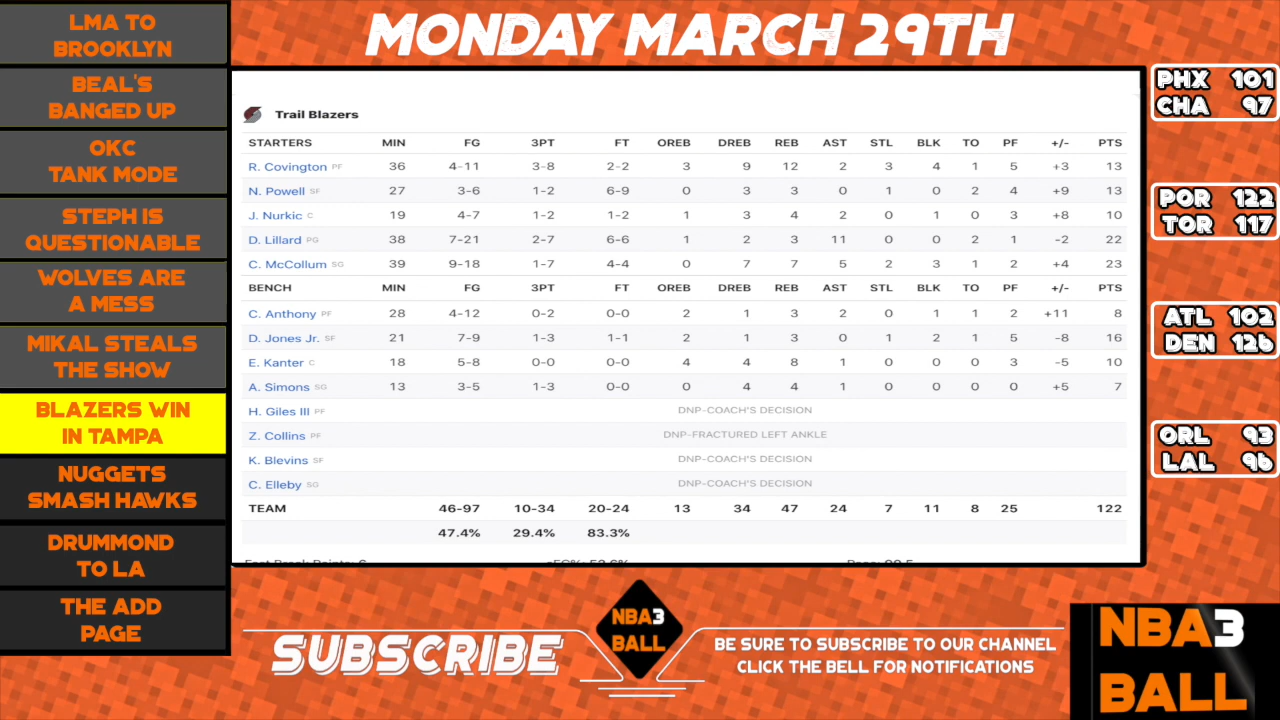 LMA TO
BROOKLYN
BEAL'S
BANGED UP
OKC
TANK MODE
STEPH IS
QUESTIONABLE
WOLVES ARE
A MESS
MIKAL STEALS
THE SHOW
BLAZERS WIN
IN TAMPA
NUGGETS
SMASH HAWKS
DRUMMOND
TO LA
THE ADD
PAGE
MONDAY MARCH 29TH
Trail Blazers
STARTERS MIN FG 3PT FT OREB DREB REB AST STL BLK TO PF +/- PTS
R. Covington PF 36 4-11 3-8 2-2 3 9 12 2 3 4 1 5 +3 13
N. Powell SF 27 3-6 1-2 6-9 0 3 3 0 1 0 2 4 +9 13
J. Nurkic C 19 4-7 1-2 1-2 1 3 4 2 0 1 0 3 +8 10
D. Lillard PG 38 7-21 2-7 6-6 1 2 3 11 0 0 2 1 -2 22
C. McCollum SG 39 9-18 1-7 4-4 0 7 7 5 2 3 1 2 +4 23
BENCH MIN FG 3PT FT OREB DREB REB AST STL BLK TO PF +/- PTS
C. Anthony PF 28 4-12 0-2 0-0 2 1 3 2 0 1 1 2 +11 8
D. Jones Jr. SF 21 7-9 1-3 1-1 2 1 3 0 1 2 1 5 -8 16
E. Kanter C 18 5-8 0-0 0-0 4 4 8 1 0 0 0 3 -5 10
A. Simons SG 13 3-5 1-3 0-0 0 4 4 1 0 0 0 0 +5 7
H. Giles III PF DNP-COACH'S DECISION
Z. Collins PF DNP-FRACTURED LEFT ANKLE
K. Blevins SF DNP-COACH'S DECISION
C. Elleby SG DNP-COACH'S DECISION
TEAM 46-97 10-34 20-24 13 34 47 24 7 11 8 25 122
47.4% 29.4% 83.3%
PHX 101
CHA 97
POR 122
TOR 117
ATL 102
DEN 126
ORL 93
LAL 96
SUBSCRIBE
NBA3
BALL
BE SURE TO SUBSCRIBE TO OUR CHANNEL
CLICK THE BELL FOR NOTIFICATIONS
NBA3
BALL